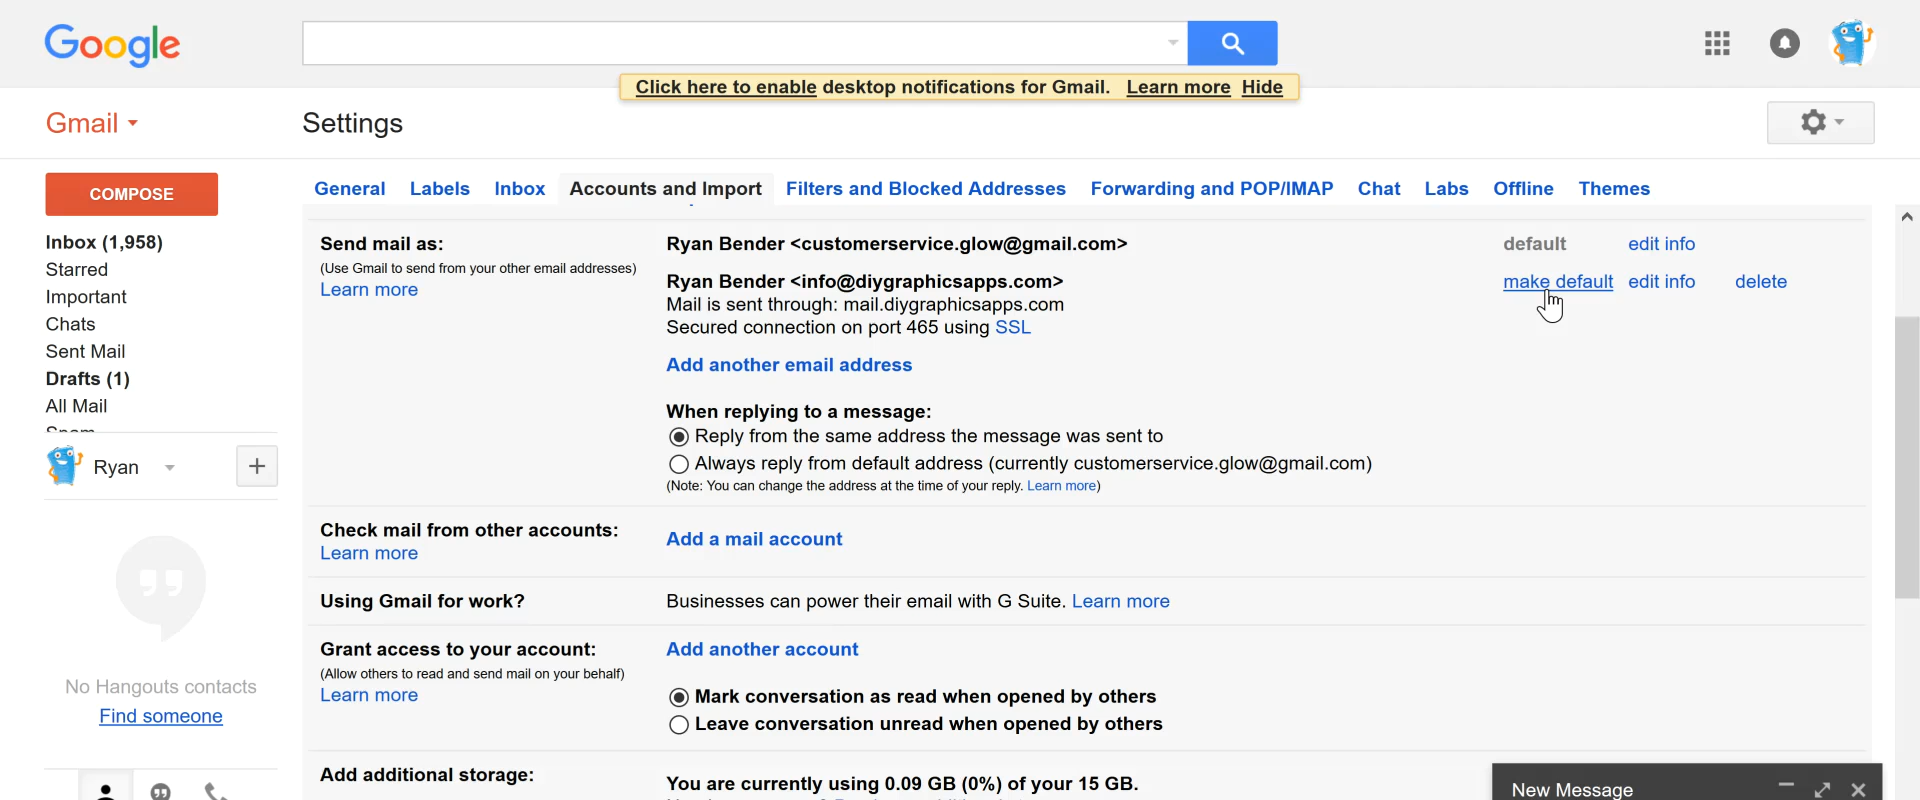 Google
Click here to enable desktop notifications for Gmail. Learn more Hide
Gmail
Settings
COMPOSE
General Labels Inbox Accounts and Import Filters and Blocked Addresses Forwarding and POP/IMAP Chat Labs Offline Themes
Inbox (1,958)
Starred
Important
Chats
Sent Mail
Drafts (1)
All Mail
Spam
Ryan
No Hangouts contacts
Find someone
Send mail as:
(Use Gmail to send from your other email addresses)
Learn more
Ryan Bender <customerservice.glow@gmail.com> default edit info
Ryan Bender <info@diygraphicsapps.com> make default edit info delete
Mail is sent through: mail.diygraphicsapps.com
Secured connection on port 465 using SSL
Add another email address
When replying to a message:
Reply from the same address the message was sent to
Always reply from default address (currently customerservice.glow@gmail.com)
(Note: You can change the address at the time of your reply. Learn more)
Check mail from other accounts:
Learn more
Add a mail account
Using Gmail for work?
Businesses can power their email with G Suite. Learn more
Grant access to your account:
(Allow others to read and send mail on your behalf)
Learn more
Add another account
Mark conversation as read when opened by others
Leave conversation unread when opened by others
Add additional storage:
You are currently using 0.09 GB (0%) of your 15 GB.
New Message